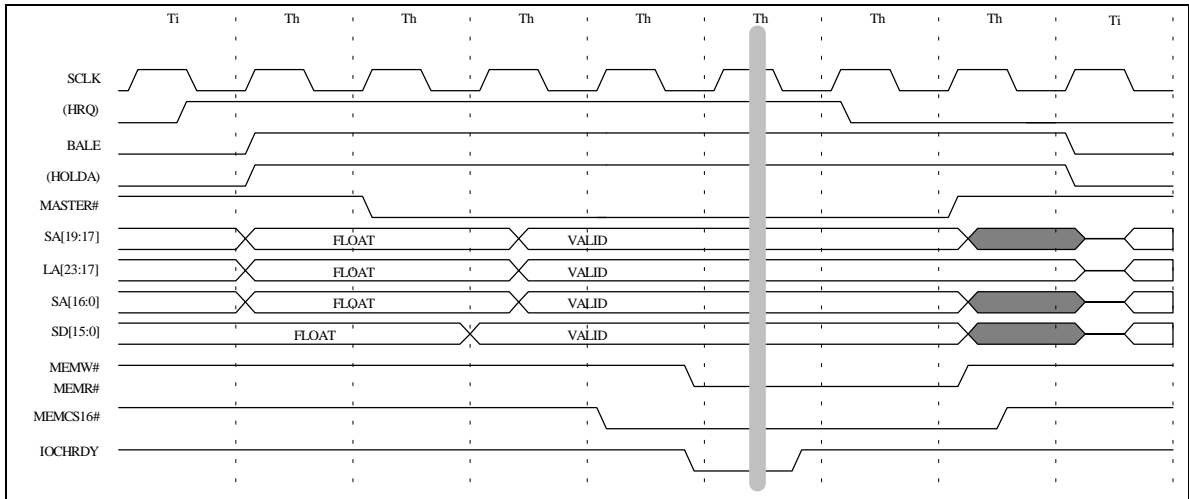 Ti Th Th Th Th Th Th Th Ti
SCLK
(HRQ)
BALE
(HOLDA)
MASTER#
SA[19:17] FLOAT VALID
LA[23:17] FLOAT VALID
SA[16:0] FLOAT VALID
SD[15:0] FLOAT VALID
MEMW#
MEMR#
MEMCS16#
IOCHRDY